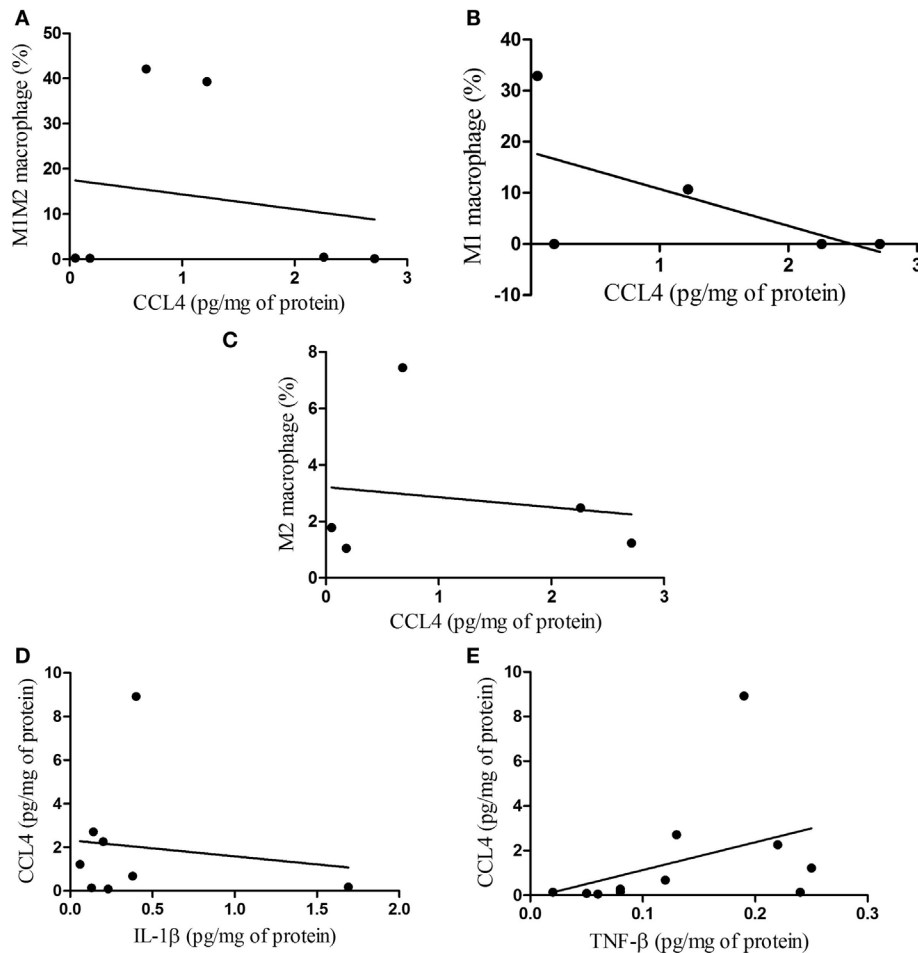 A
M1M2 macrophage (%)
50
40
30
20
10
0
0 1 2 3
CCL4 (pg/mg of protein)
B
M1 macrophage (%)
40
30
20
10
0
-10
1 2 3
CCL4 (pg/mg of protein)
C
M2 macrophage (%)
8
6
4
2
0
0 1 2 3
CCL4 (pg/mg of protein)
D
CCL4 (pg/mg of protein)
10
8
6
4
2
0
0.0 0.5 1.0 1.5 2.0
IL-1β (pg/mg of protein)
E
CCL4 (pg/mg of protein)
10
8
6
4
2
0
0.0 0.1 0.2 0.3
TNF-β (pg/mg of protein)